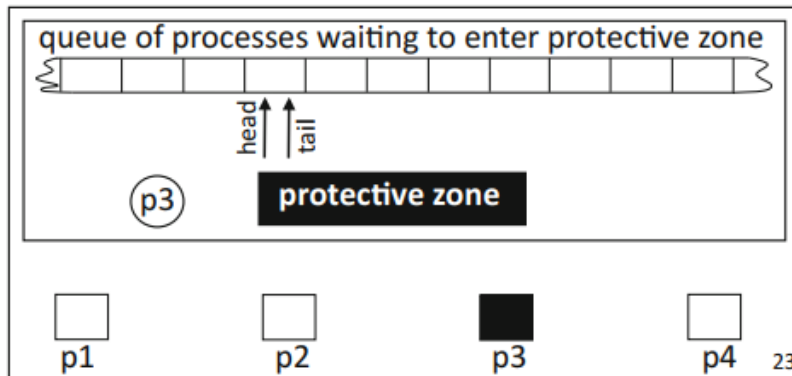 queue of processes waiting to enter protective zone
head
tail
p3
protective zone
p1 p2 p3 p4
23